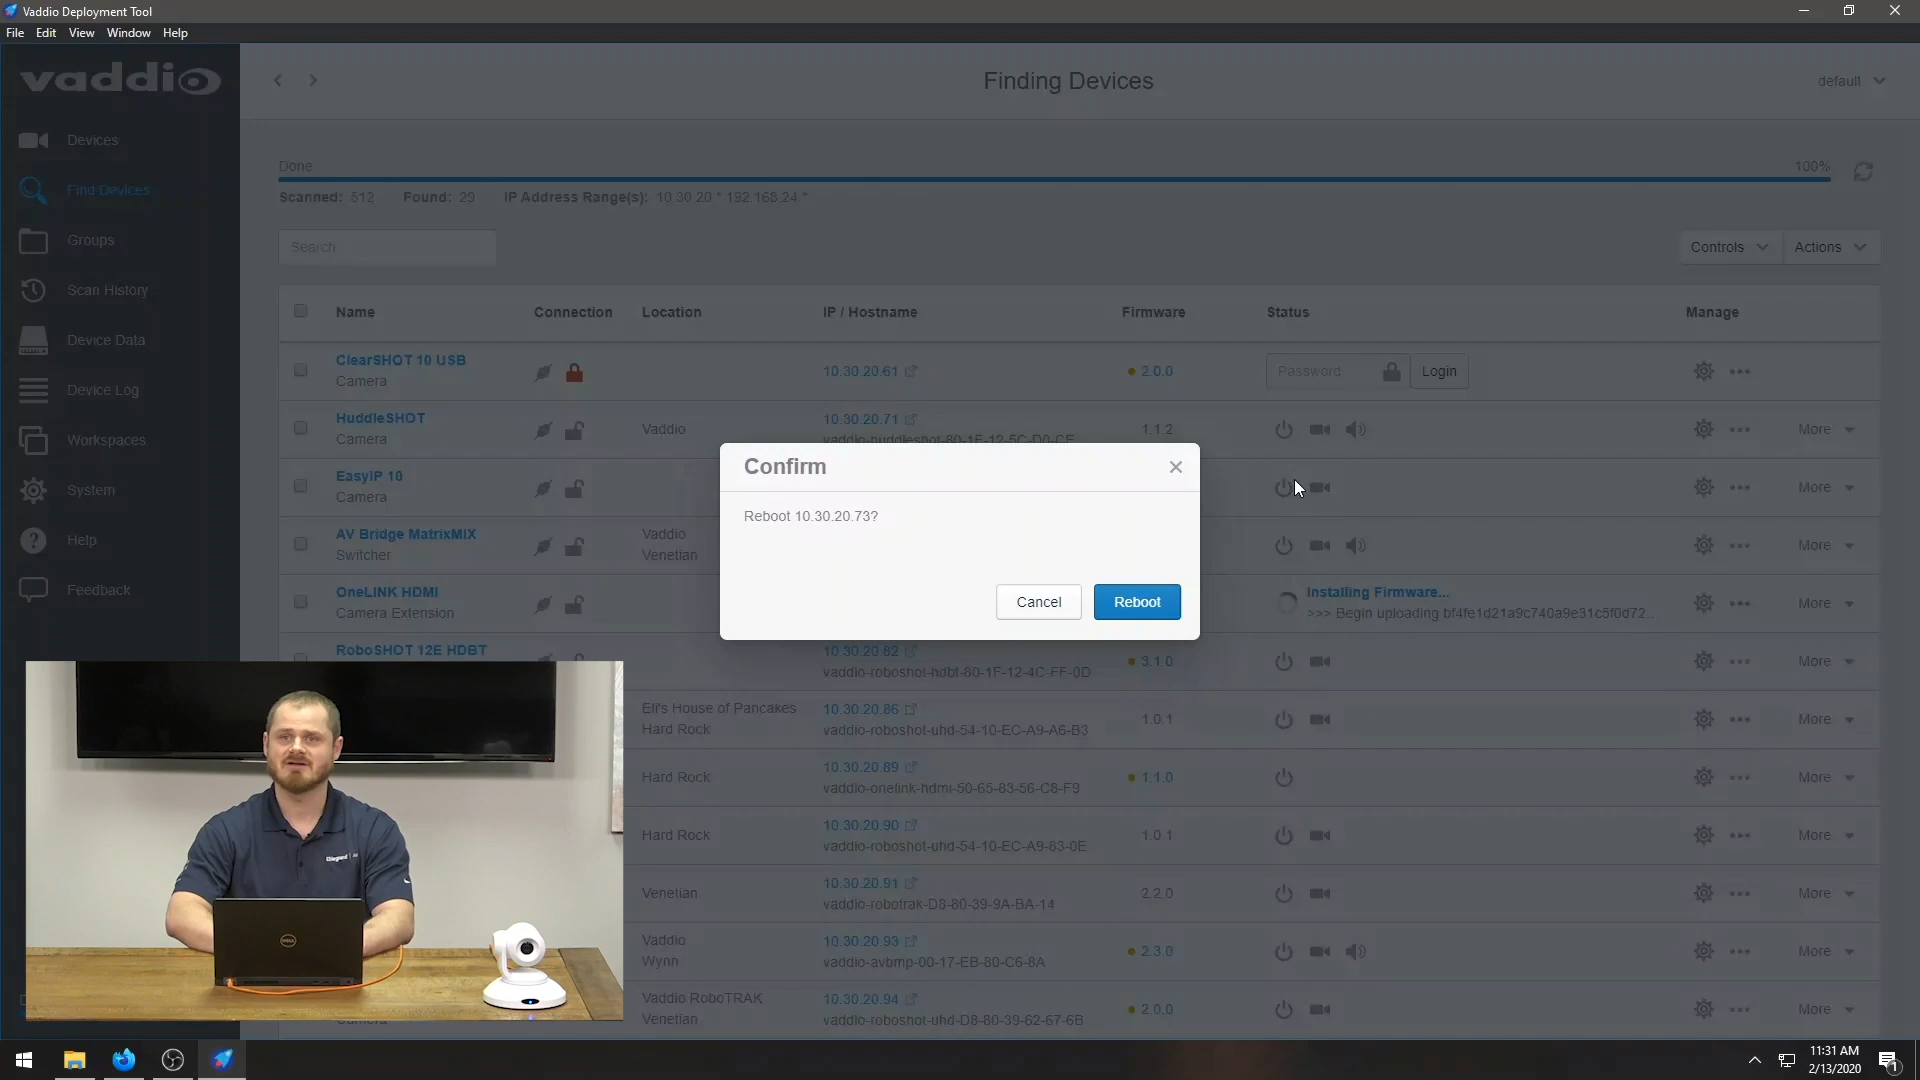 Vaddio Deployment Tool
File Edit View Window Help
vaddio
Devices
Find Devices
Groups
Scan History
Device Data
Device Log
Workspaces
System
Help
Feedback
Finding Devices
default
Done 100%
Scanned: 512 Found: 29 IP Address Range(s): 10.30.20.* 192.168.24.*
Search
Controls Actions
Name Connection Location IP / Hostname Firmware Status Manage
ClearSHOT 10 USB
Camera
10.30.20.61 2.0.0 Password Login
HuddleSHOT
Camera
Vaddio
10.30.20.71
vaddio-huddleshot-80-1F-12-5C-D0-CE
1.1.2 More
EasyIP 10
Camera
More
AV Bridge MatrixMIX
Switcher
Vaddio
Venetian
More
OneLINK HDMI
Camera Extension
Installing Firmware...
>>> Begin uploading bf4fe1d21a9c740a9e31c5f0d72...
More
Confirm
Reboot 10.30.20.73?
Cancel Reboot
RoboSHOT 12E HDBT
10.30.20.82
vaddio-roboshot-hdbt-80-1F-12-4C-FF-0D
3.1.0 More
Eli's House of Pancakes
Hard Rock
10.30.20.86
vaddio-roboshot-uhd-54-10-EC-A9-A6-B3
1.0.1 More
Hard Rock
10.30.20.89
vaddio-onelink-hdmi-50-65-83-56-C8-F9
1.1.0 More
Hard Rock
10.30.20.90
vaddio-roboshot-uhd-54-10-EC-A9-83-0E
1.0.1 More
Venetian
10.30.20.91
vaddio-robotrak-D8-80-39-9A-BA-14
2.2.0 More
Vaddio
Wynn
10.30.20.93
vaddio-avbmp-00-17-EB-80-C6-8A
2.3.0 More
Vaddio RoboTRAK
Venetian
10.30.20.94
vaddio-roboshot-uhd-D8-80-39-62-67-6B
2.0.0 More
Camera
legrand
DELL
11:31 AM
2/13/2020
1